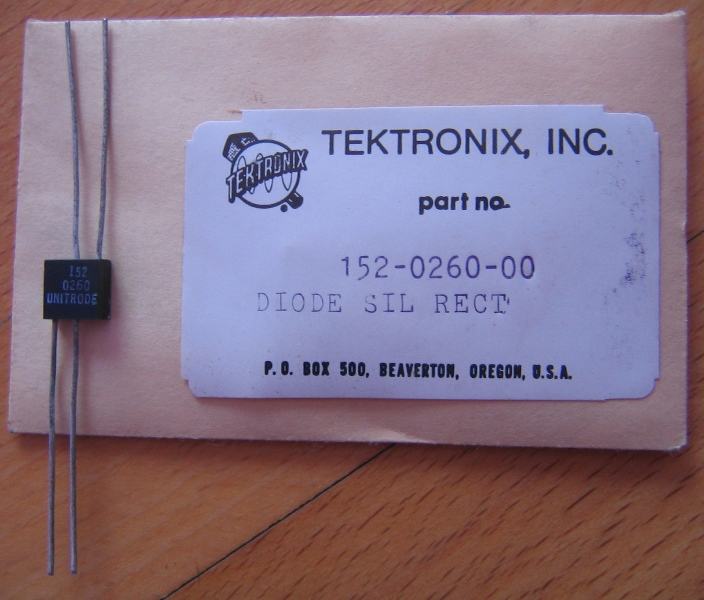 152
0260
UNITRODE
TEKTRONIX
TEKTRONIX, INC.
part no.
152-0260-00
DIODE SIL RECT
P. O. BOX 500, BEAVERTON, OREGON, U.S.A.